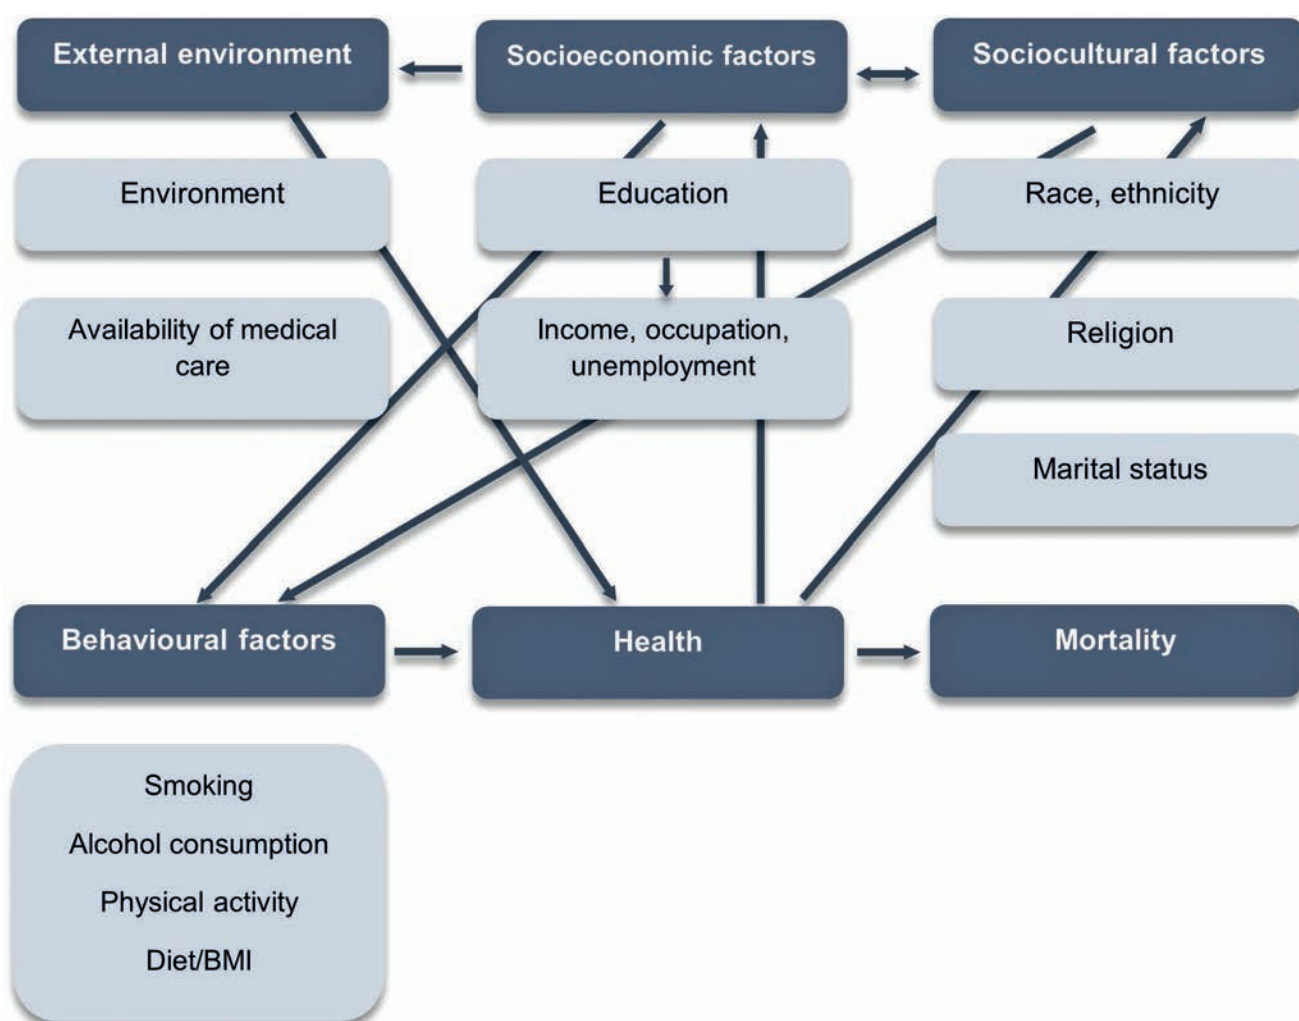 External environment
Socioeconomic factors
Sociocultural factors
Environment
Education
Race, ethnicity
Availability of medical
care
Income, occupation,
unemployment
Religion
Marital status
Behavioural factors
Health
Mortality
Smoking
Alcohol consumption
Physical activity
Diet/BMI